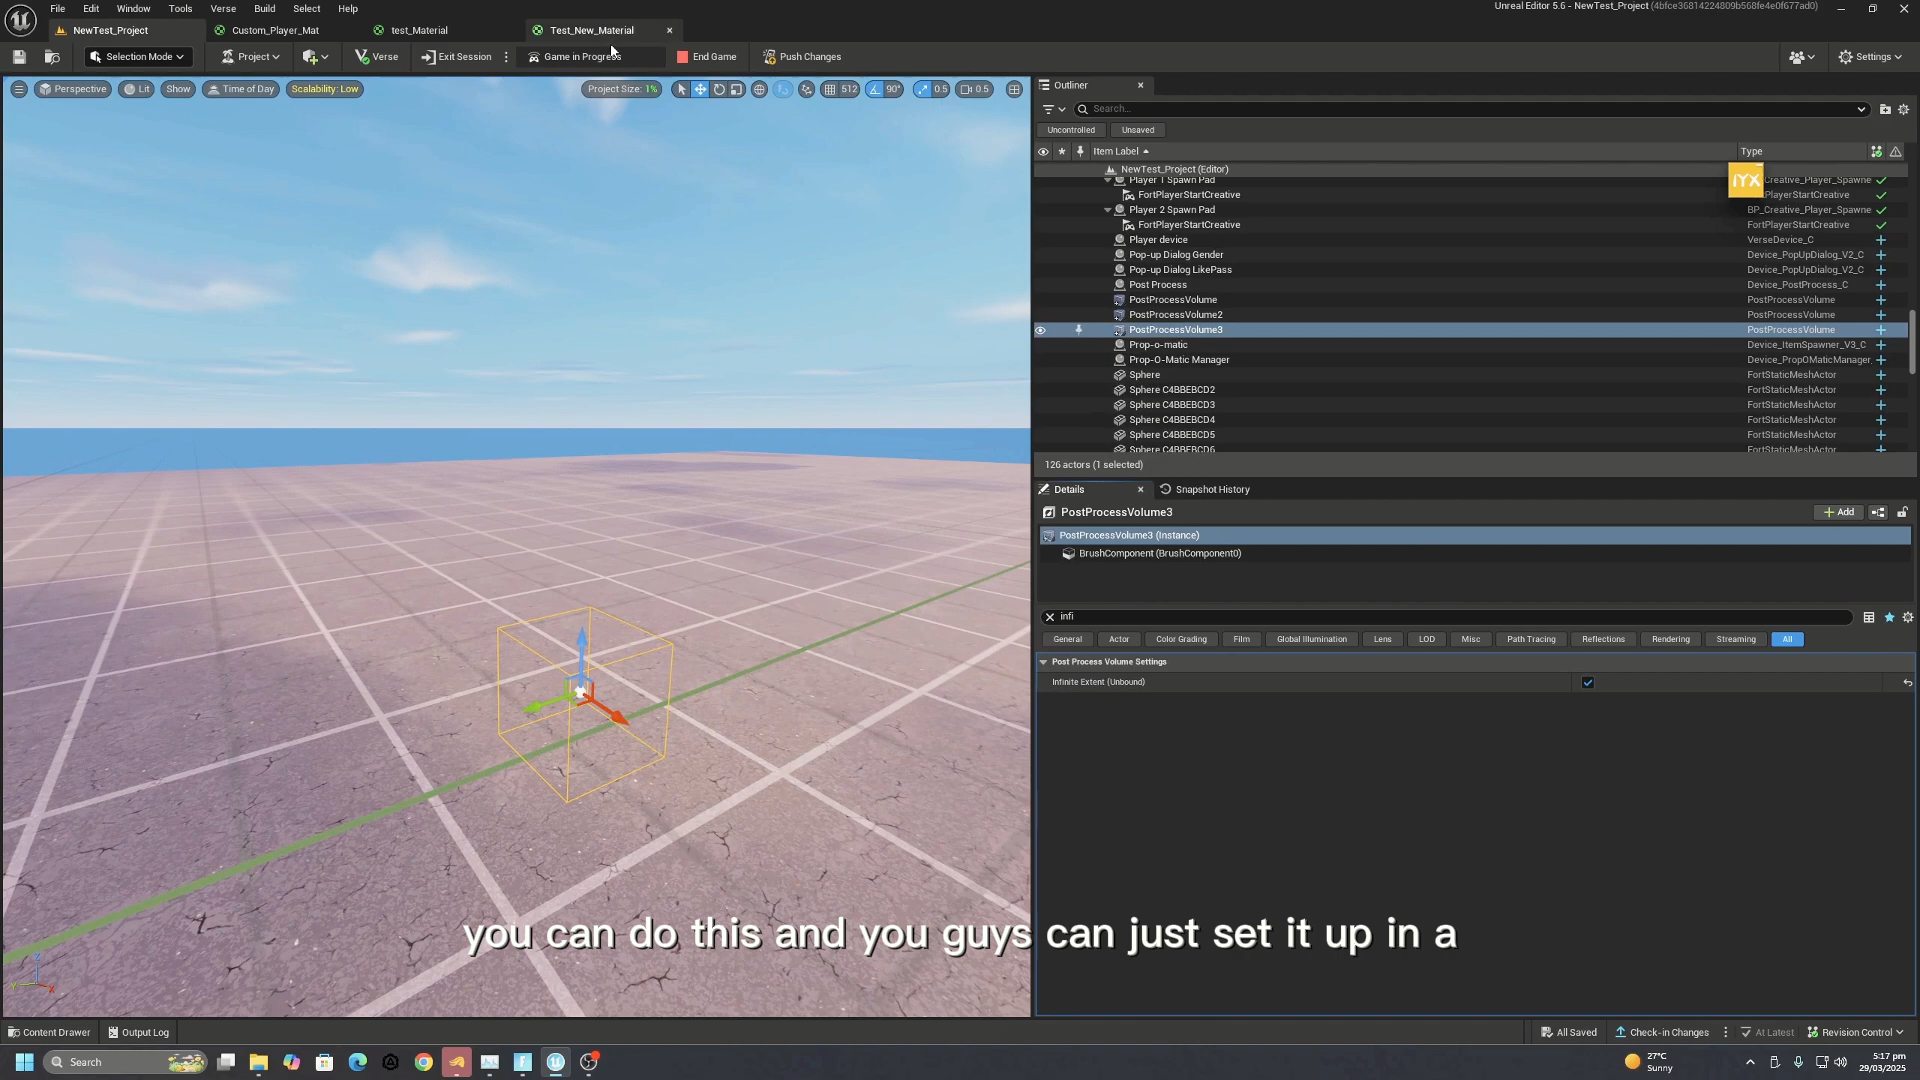 File Edit Window Tools Verse Build Select Help
Unreal Editor 5.6 - NewTest_Project (4bfce36814224809b568fe4e0f677ad0)
NewTest_Project Custom_Player_Mat test_Material Test_New_Material
Selection Mode Project Verse Exit Session Game in Progress End Game Push Changes Settings
Perspective Lit Show Time of Day Scalability: Low Project Size: 1% 512 90° 0.5 0.5
Outliner
Search...
Uncontrolled Unsaved
Item Label Type
NewTest_Project (Editor)
Player 1 Spawn Pad Creative_Player_Spawne
FortPlayerStartCreative PlayerStartCreative
Player 2 Spawn Pad BP_Creative_Player_Spawne
FortPlayerStartCreative FortPlayerStartCreative
Player device VerseDevice_C
Pop-up Dialog Gender Device_PopUpDialog_V2_C
Pop-up Dialog LikePass Device_PopUpDialog_V2_C
Post Process Device_PostProcess_C
PostProcessVolume PostProcessVolume
PostProcessVolume2 PostProcessVolume
PostProcessVolume3 PostProcessVolume
Prop-o-matic Device_ItemSpawner_V3_C
Prop-O-Matic Manager Device_PropOMaticManager_
Sphere FortStaticMeshActor
Sphere C4BBEBCD2 FortStaticMeshActor
Sphere C4BBEBCD3 FortStaticMeshActor
Sphere C4BBEBCD4 FortStaticMeshActor
Sphere C4BBEBCD5 FortStaticMeshActor
Sphere C4BBEBCD6 FortStaticMeshActor
IYX
126 actors (1 selected)
Details Snapshot History
PostProcessVolume3 Add
PostProcessVolume3 (Instance)
BrushComponent (BrushComponent0)
infi
General Actor Color Grading Film Global Illumination Lens LOD Misc Path Tracing Reflections Rendering Streaming All
Post Process Volume Settings
Infinite Extent (Unbound)
you can do this and you guys can just set it up in a
Z
Y X
Content Drawer Output Log All Saved Check-in Changes At Latest Revision Control
Search
27°C
Sunny
5:17 pm
29/03/2025